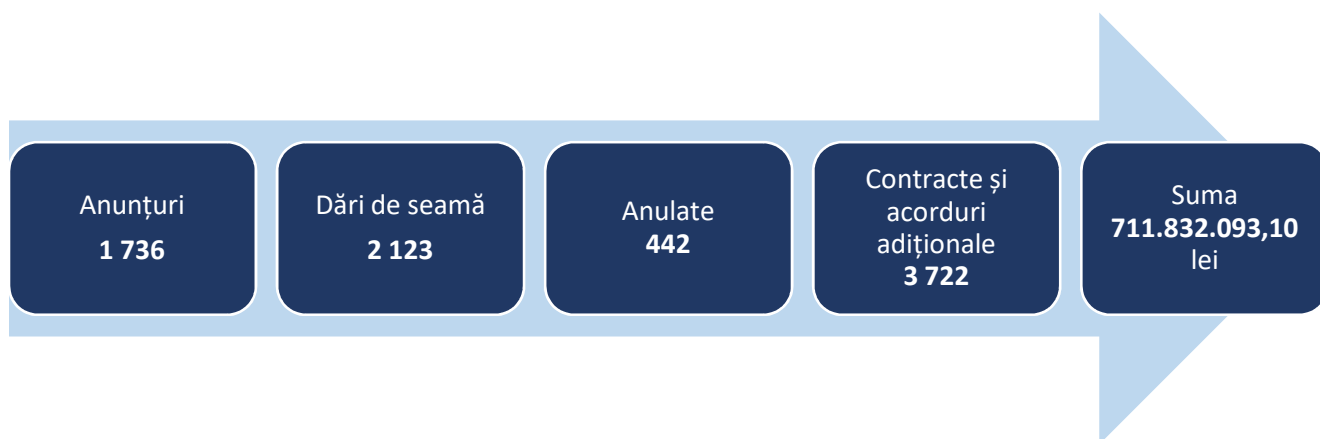 Anunțuri
1 736
Dări de seamă
2 123
Anulate
442
Contracte și
acorduri
adiționale
3 722
Suma
711.832.093,10
lei